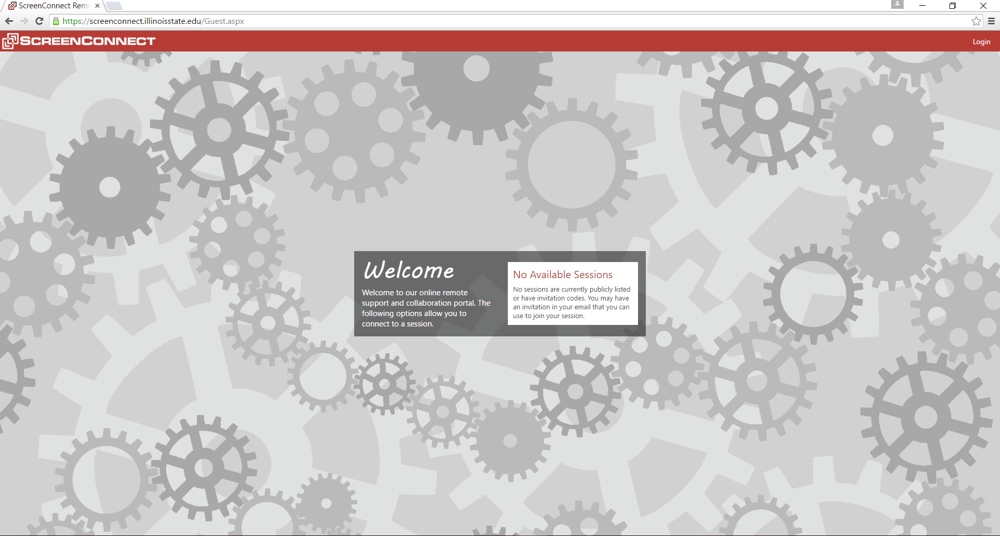 ScreenConnect Rem
https://screenconnect.illinoisstate.edu/Guest.aspx
SCREENCONNECT
Login
Welcome
Welcome to our online remote
support and collaboration portal. The
following options allow you to
connect to a session.
No Available Sessions
No sessions are currently publicly listed
or have invitation codes. You may have
an invitation in your email that you can
use to join your session.